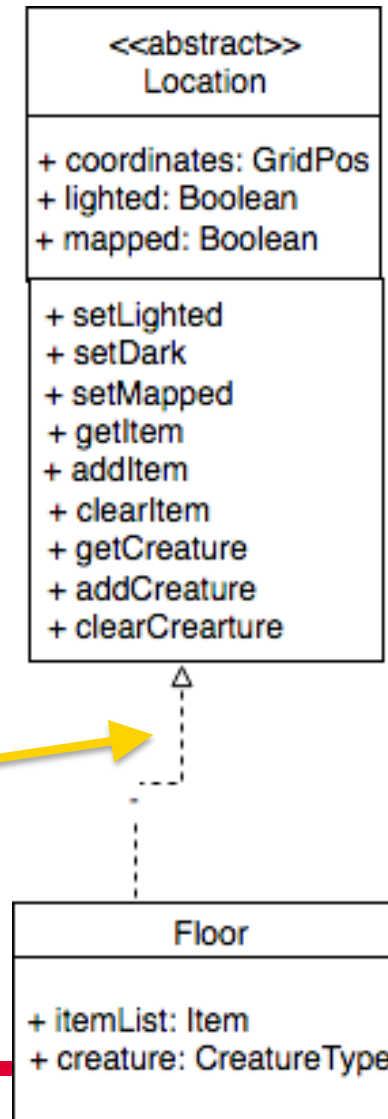 <<abstract>>
Location
+ coordinates: GridPos
+ lighted: Boolean
+ mapped: Boolean
+ setLighted
+ setDark
+ setMapped
+ getItem
+ addItem
+ clearItem
+ getCreature
+ addCreature
+ clearCrearture
Floor
+ itemList: Item
+ creature: CreatureType